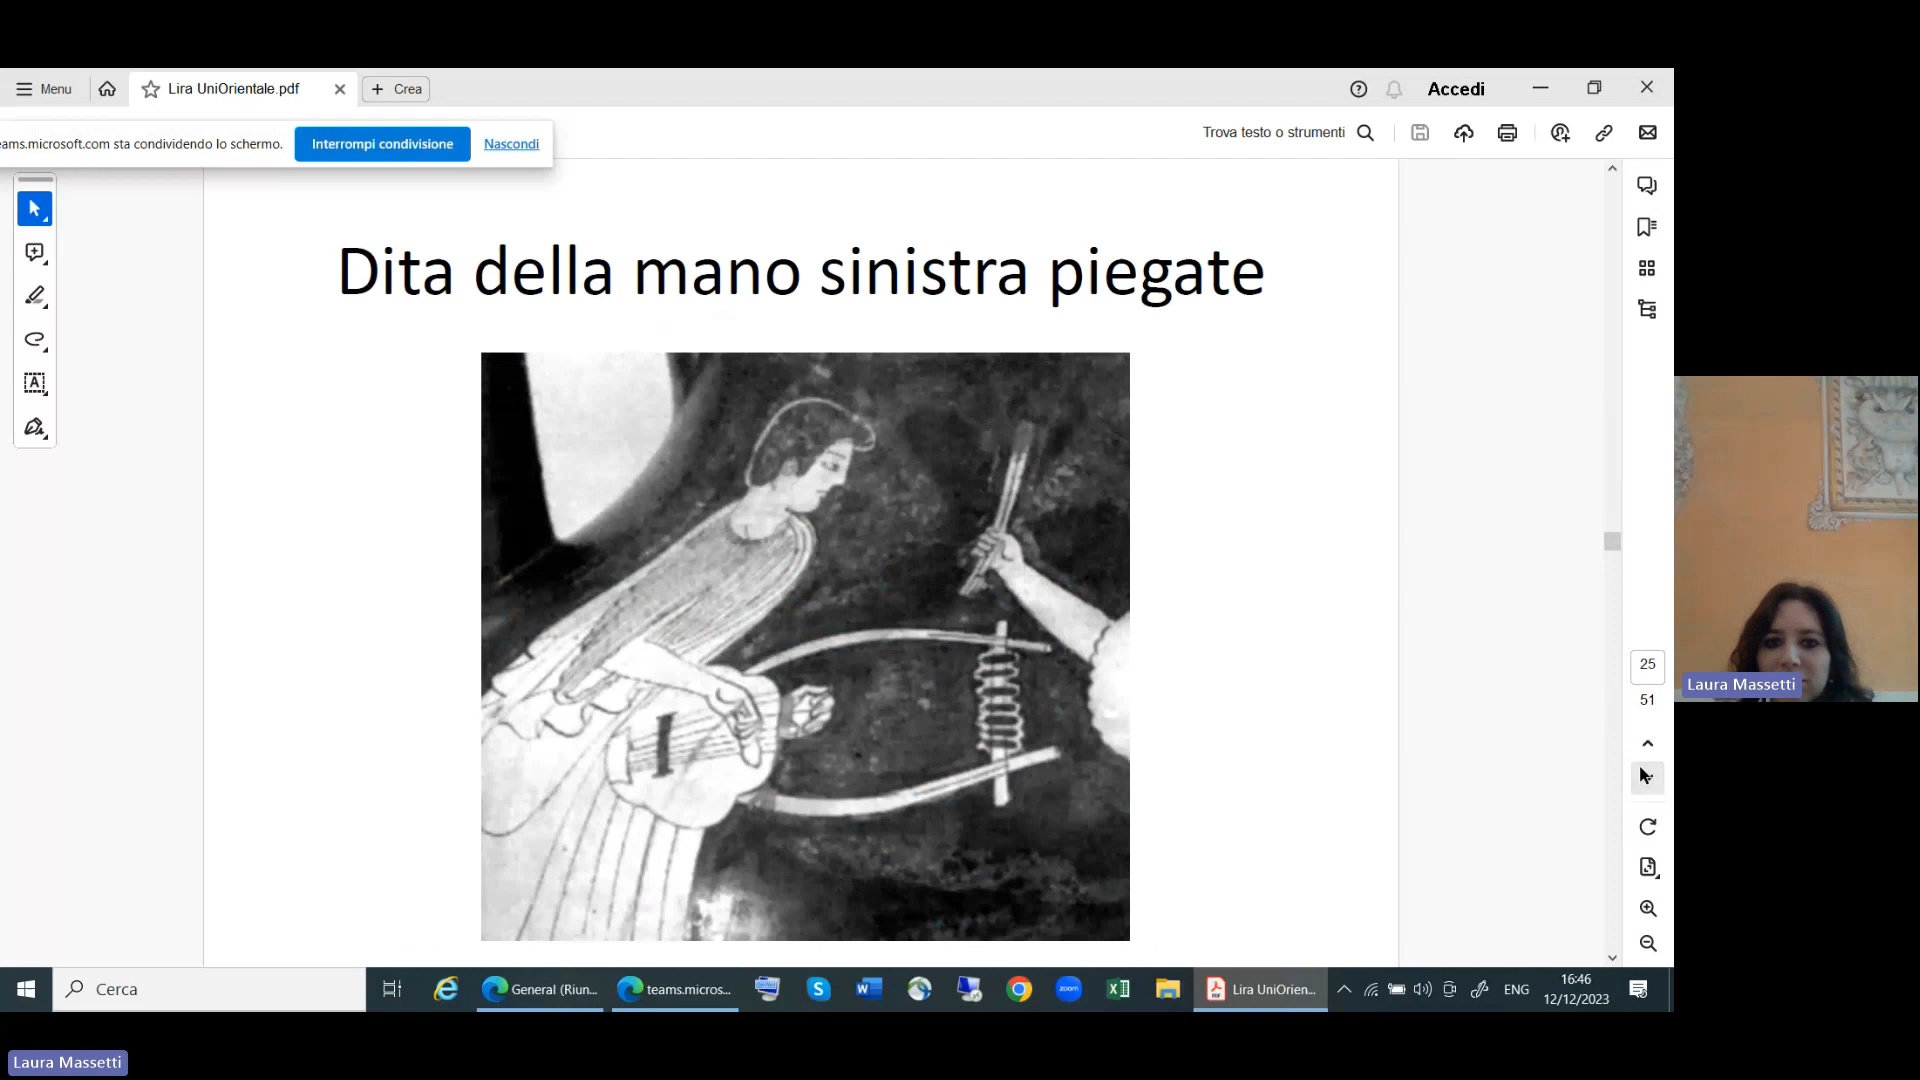 Menu
Lira UniOrientale.pdf
Crea
Accedi
eams.microsoft.com sta condividendo lo schermo.
Interrompi condivisione
Nascondi
Trova testo o strumenti
Dita della mano sinistra piegate
25
51
Laura Massetti
Cerca
General (Riun...
teams.micros...
zoom
Lira UniOrien...
ENG
16:46
12/12/2023
Laura Massetti